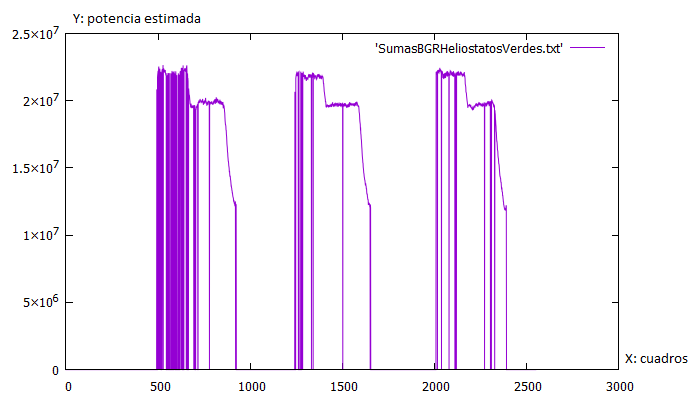 Y: potencia estimada
2.5×10⁷
'SumasBGRHeliostatosVerdes.txt'
2×10⁷
1.5×10⁷
1×10⁷
5×10⁶
X: cuadros
0
0 500 1000 1500 2000 2500 3000